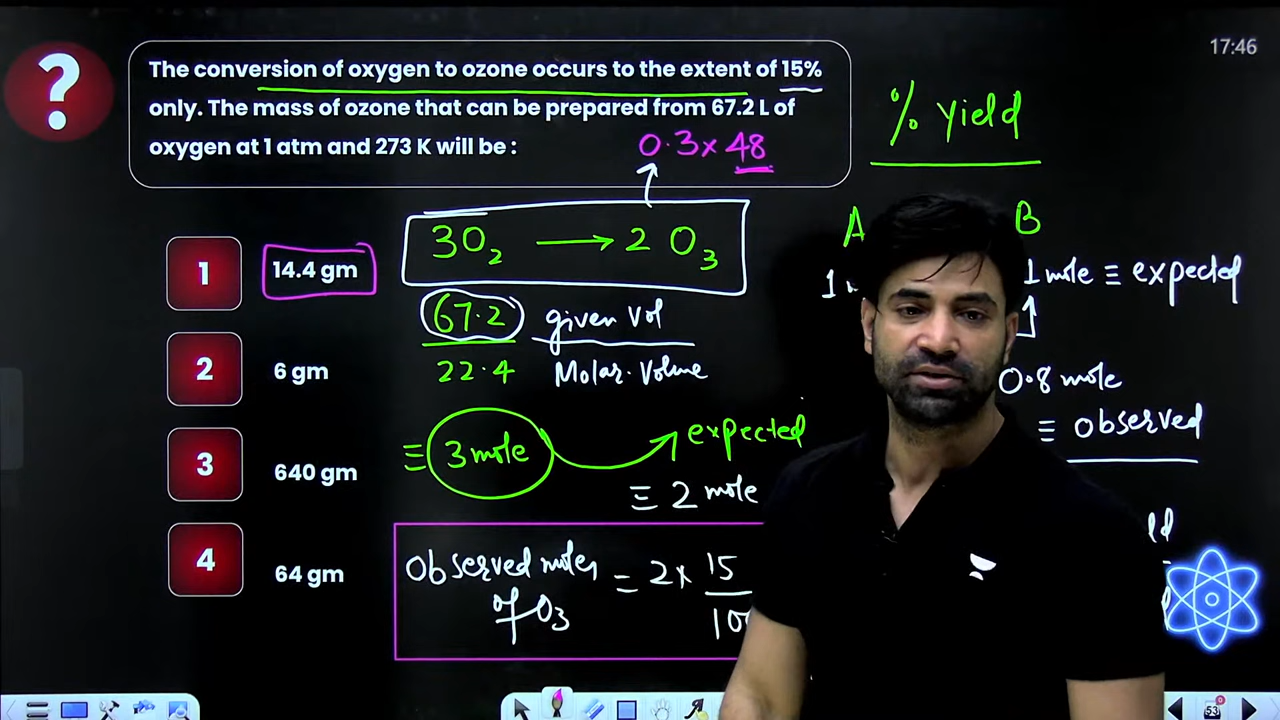 17:46
?
The conversion of oxygen to ozone occurs to the extent of 15%
only. The mass of ozone that can be prepared from 67.2 L of
oxygen at 1 atm and 273 K will be :
0.3×48
% Yield
1
14.4 gm
2
6 gm
3
640 gm
4
64 gm
3O₂ ⟶ 2 O₃
67.2 given vol
22.4 Molar. Volume
≡ 3 mole
expected
≡ 2 mole
Observed moles = 2× 15
of O₃
A B
1 mole ≡ expected
0.8 mole
≡ observed
53